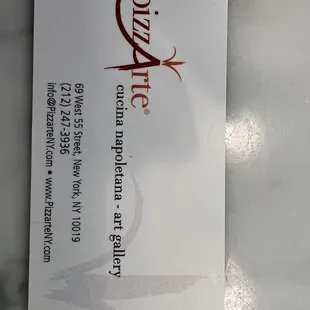 pizzArte®
cucina napoletana - art gallery
69 West 55 Street, New York, NY 10019
(212) 247-3936
info@PizzarteNY.com • www.PizzarteNY.com